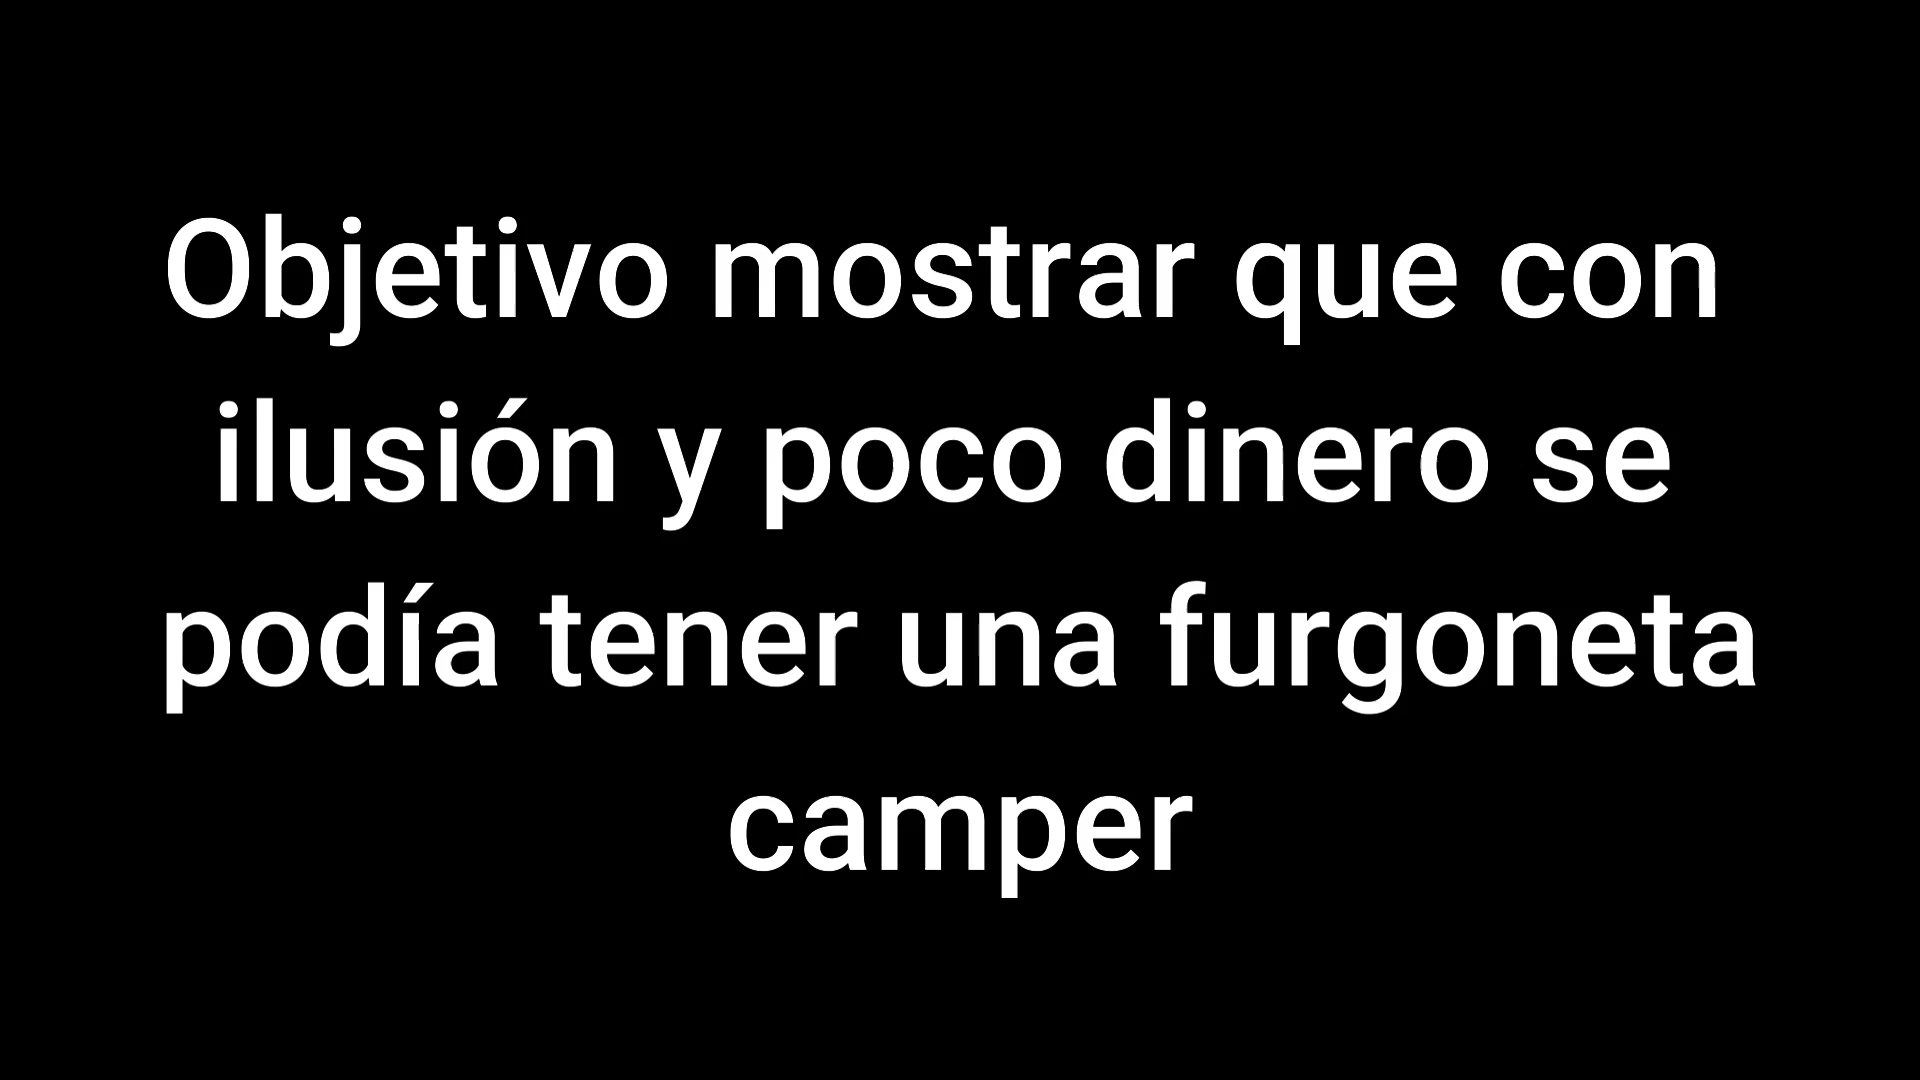 Objetivo mostrar que con
ilusión y poco dinero se
podía tener una furgoneta
camper